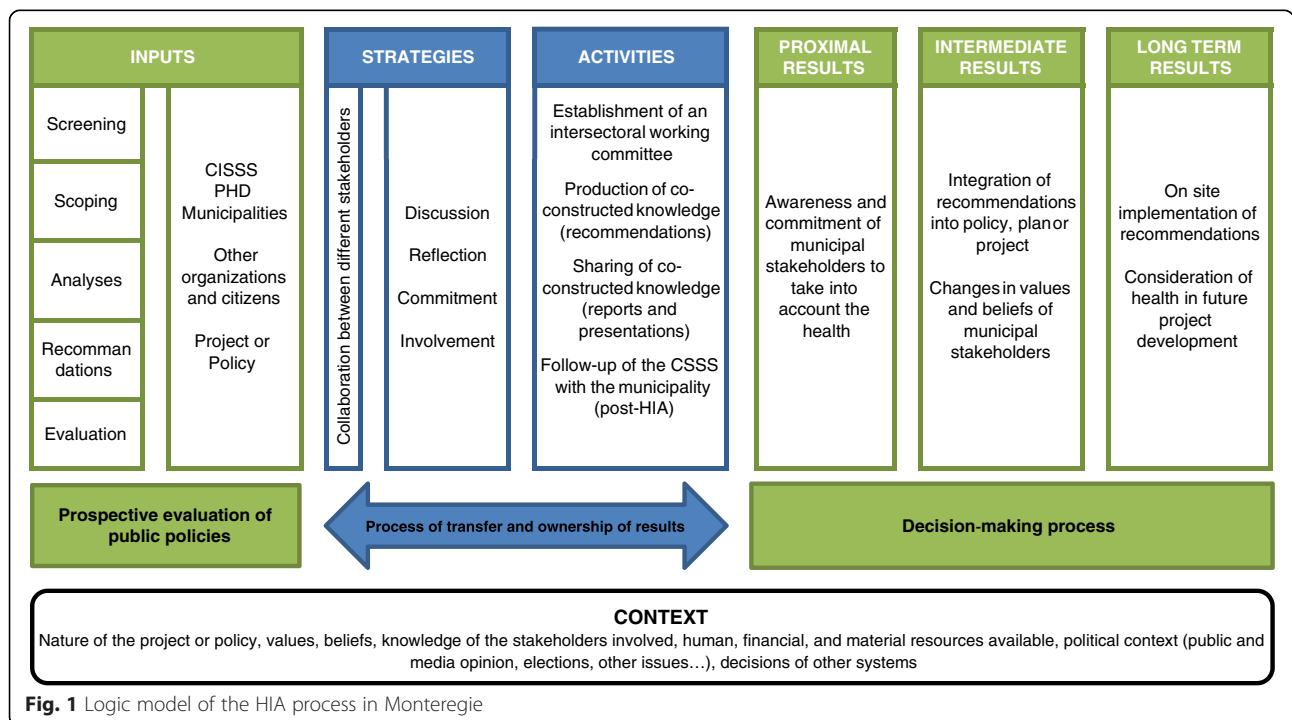 INPUTS
Screening
Scoping
Analyses
Recomman
dations
Evaluation
CISSS
PHD
Municipalities
Other
organizations
and citizens
Project or
Policy
STRATEGIES
Collaboration between different stakeholders
Discussion
Reflection
Commitment
Involvement
ACTIVITIES
Establishment of an
intersectoral working
committee
Production of co-
constructed knowledge
(recommendations)
Sharing of co-
constructed knowledge
(reports and
presentations)
Follow-up of the CSSS
with the municipality
(post-HIA)
PROXIMAL
RESULTS
Awareness and
commitment of
municipal
stakeholders to
take into
account the
health
INTERMEDIATE
RESULTS
Integration of
recommendations
into policy, plan or
project
Changes in values
and beliefs of
municipal
stakeholders
LONG TERM
RESULTS
On site
implementation of
recommendations
Consideration of
health in future
project
development
Prospective evaluation of
public policies
Process of transfer and ownership of results
Decision-making process
CONTEXT
Nature of the project or policy, values, beliefs, knowledge of the stakeholders involved, human, financial, and material resources available, political context (public and
media opinion, elections, other issues…), decisions of other systems
Fig. 1 Logic model of the HIA process in Monteregie